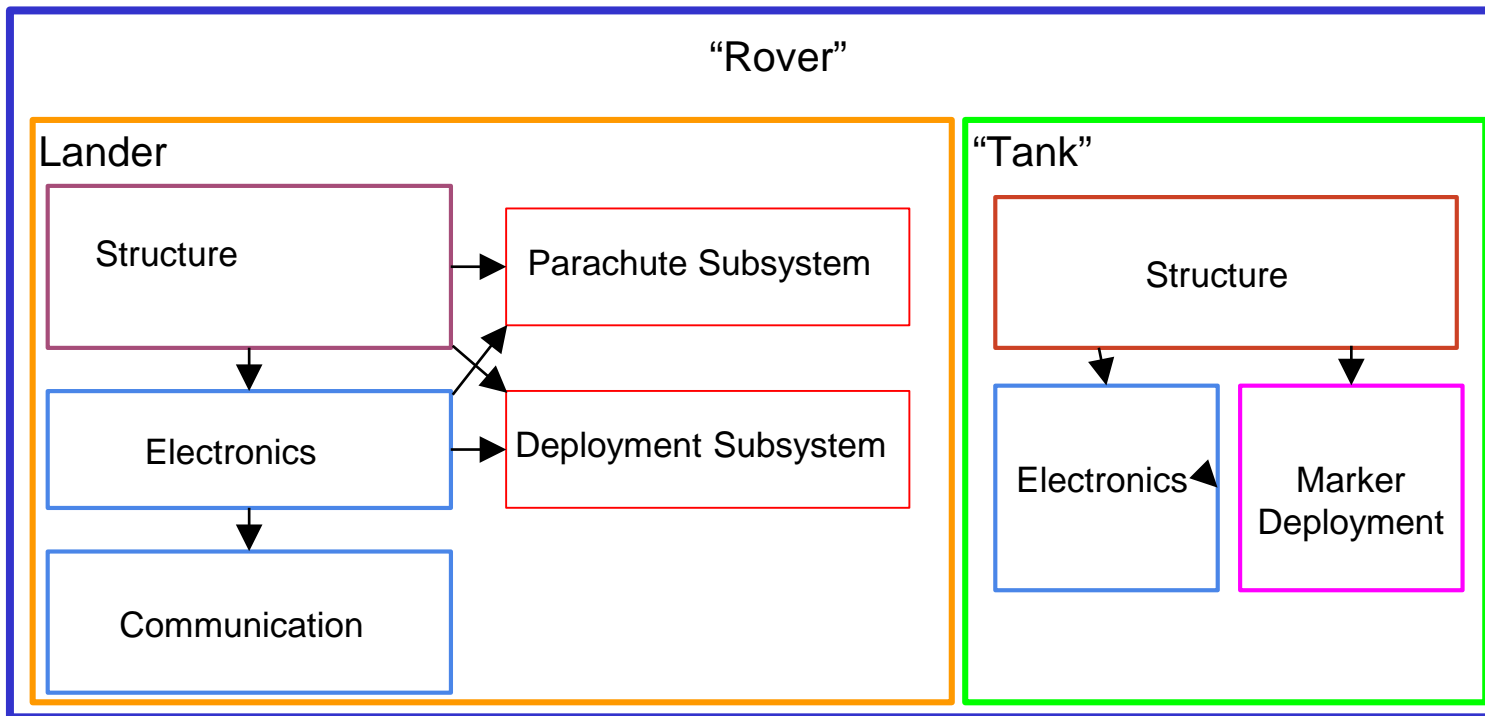 “Rover”
Lander
Structure
Parachute Subsystem
Electronics
Deployment Subsystem
Communication
“Tank”
Structure
Electronics
Marker
Deployment